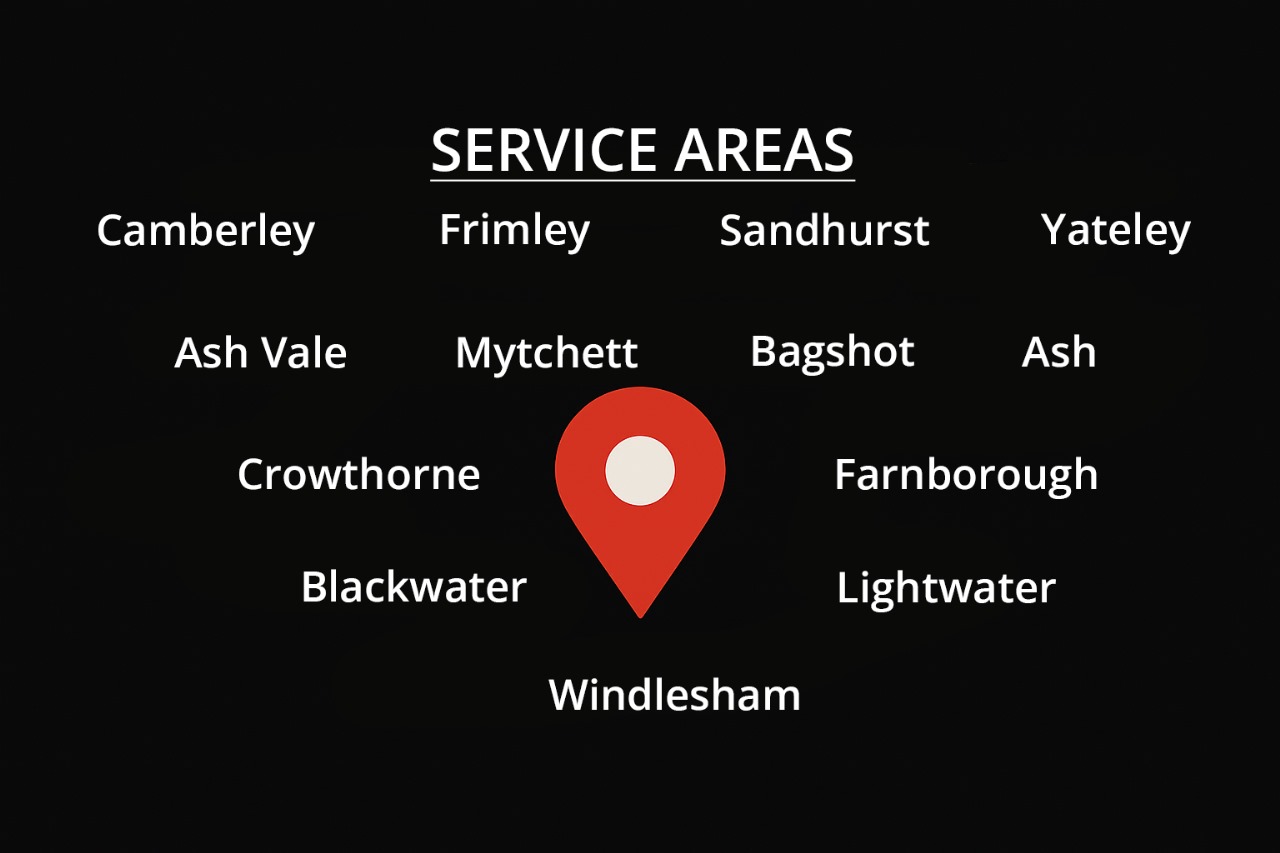 SERVICE AREAS
Camberley Frimley Sandhurst Yateley
Ash Vale Mytchett Bagshot Ash
Crowthorne Farnborough
Blackwater Lightwater
Windlesham